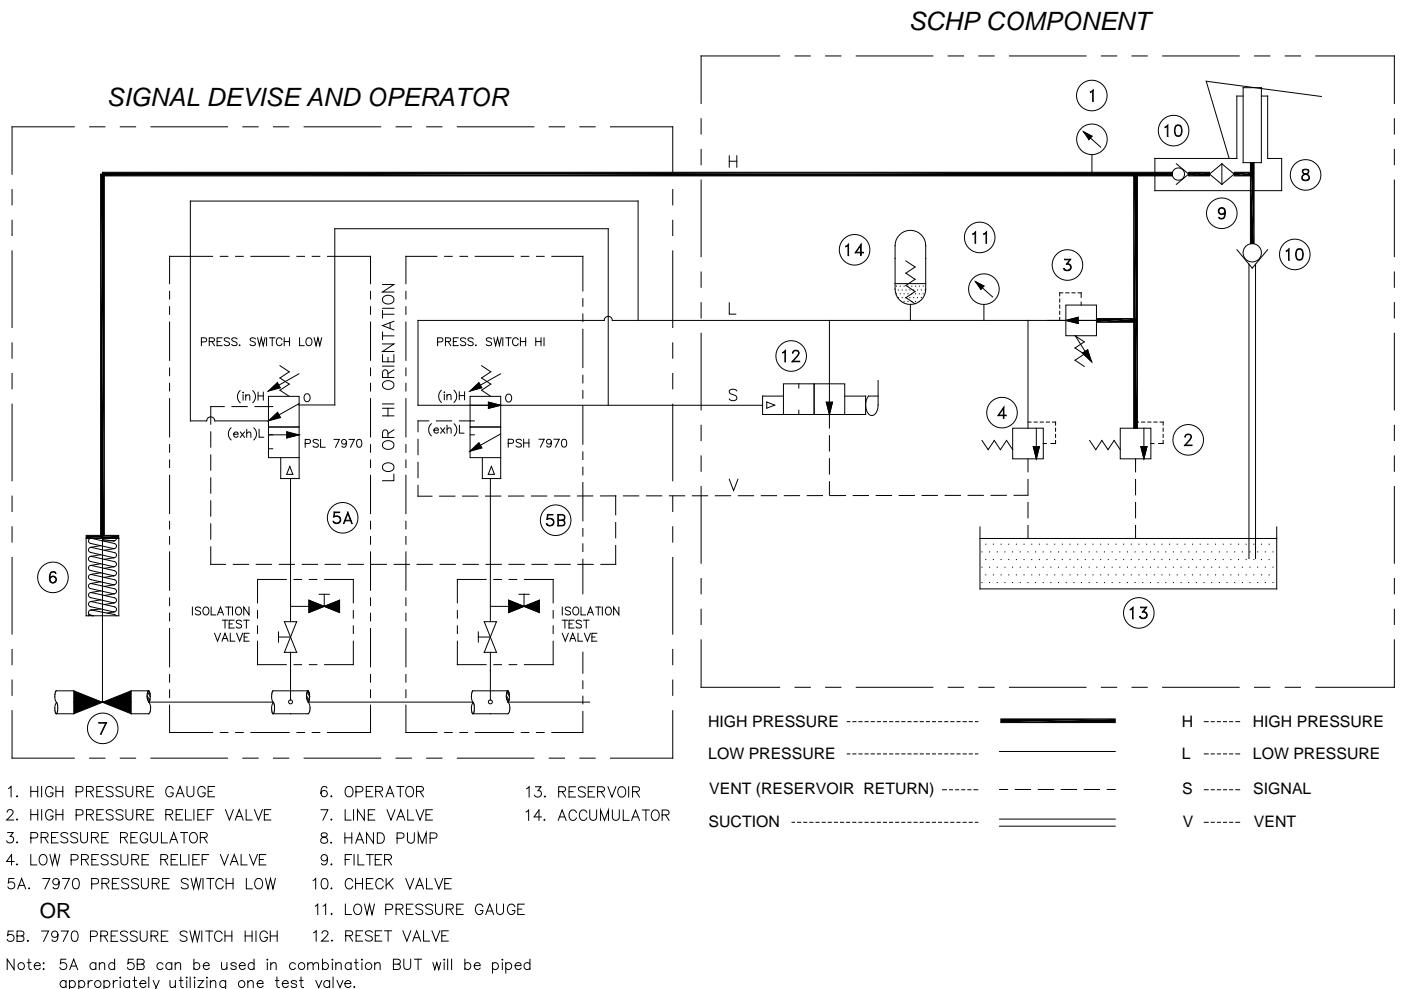 SCHP COMPONENT
SIGNAL DEVISE AND OPERATOR
1
10
H
8
9
14
11
10
3
L
PRESS. SWITCH LOW
LO OR HI ORIENTATION
PRESS. SWITCH HI
12
(in)H
O
(in)H
O
S
4
(exh)L
PSL 7970
(exh)L
PSH 7970
2
V
5A
5B
6
ISOLATION
TEST
VALVE
ISOLATION
TEST
VALVE
13
7
HIGH PRESSURE
LOW PRESSURE
VENT (RESERVOIR RETURN)
SUCTION
H ----- HIGH PRESSURE
L ----- LOW PRESSURE
S ----- SIGNAL
V ----- VENT
1. HIGH PRESSURE GAUGE
2. HIGH PRESSURE RELIEF VALVE
3. PRESSURE REGULATOR
4. LOW PRESSURE RELIEF VALVE
5A. 7970 PRESSURE SWITCH LOW
OR
5B. 7970 PRESSURE SWITCH HIGH
6. OPERATOR
7. LINE VALVE
8. HAND PUMP
9. FILTER
10. CHECK VALVE
11. LOW PRESSURE GAUGE
12. RESET VALVE
13. RESERVOIR
14. ACCUMULATOR
Note: 5A and 5B can be used in combination BUT will be piped
appropriately utilizing one test valve.